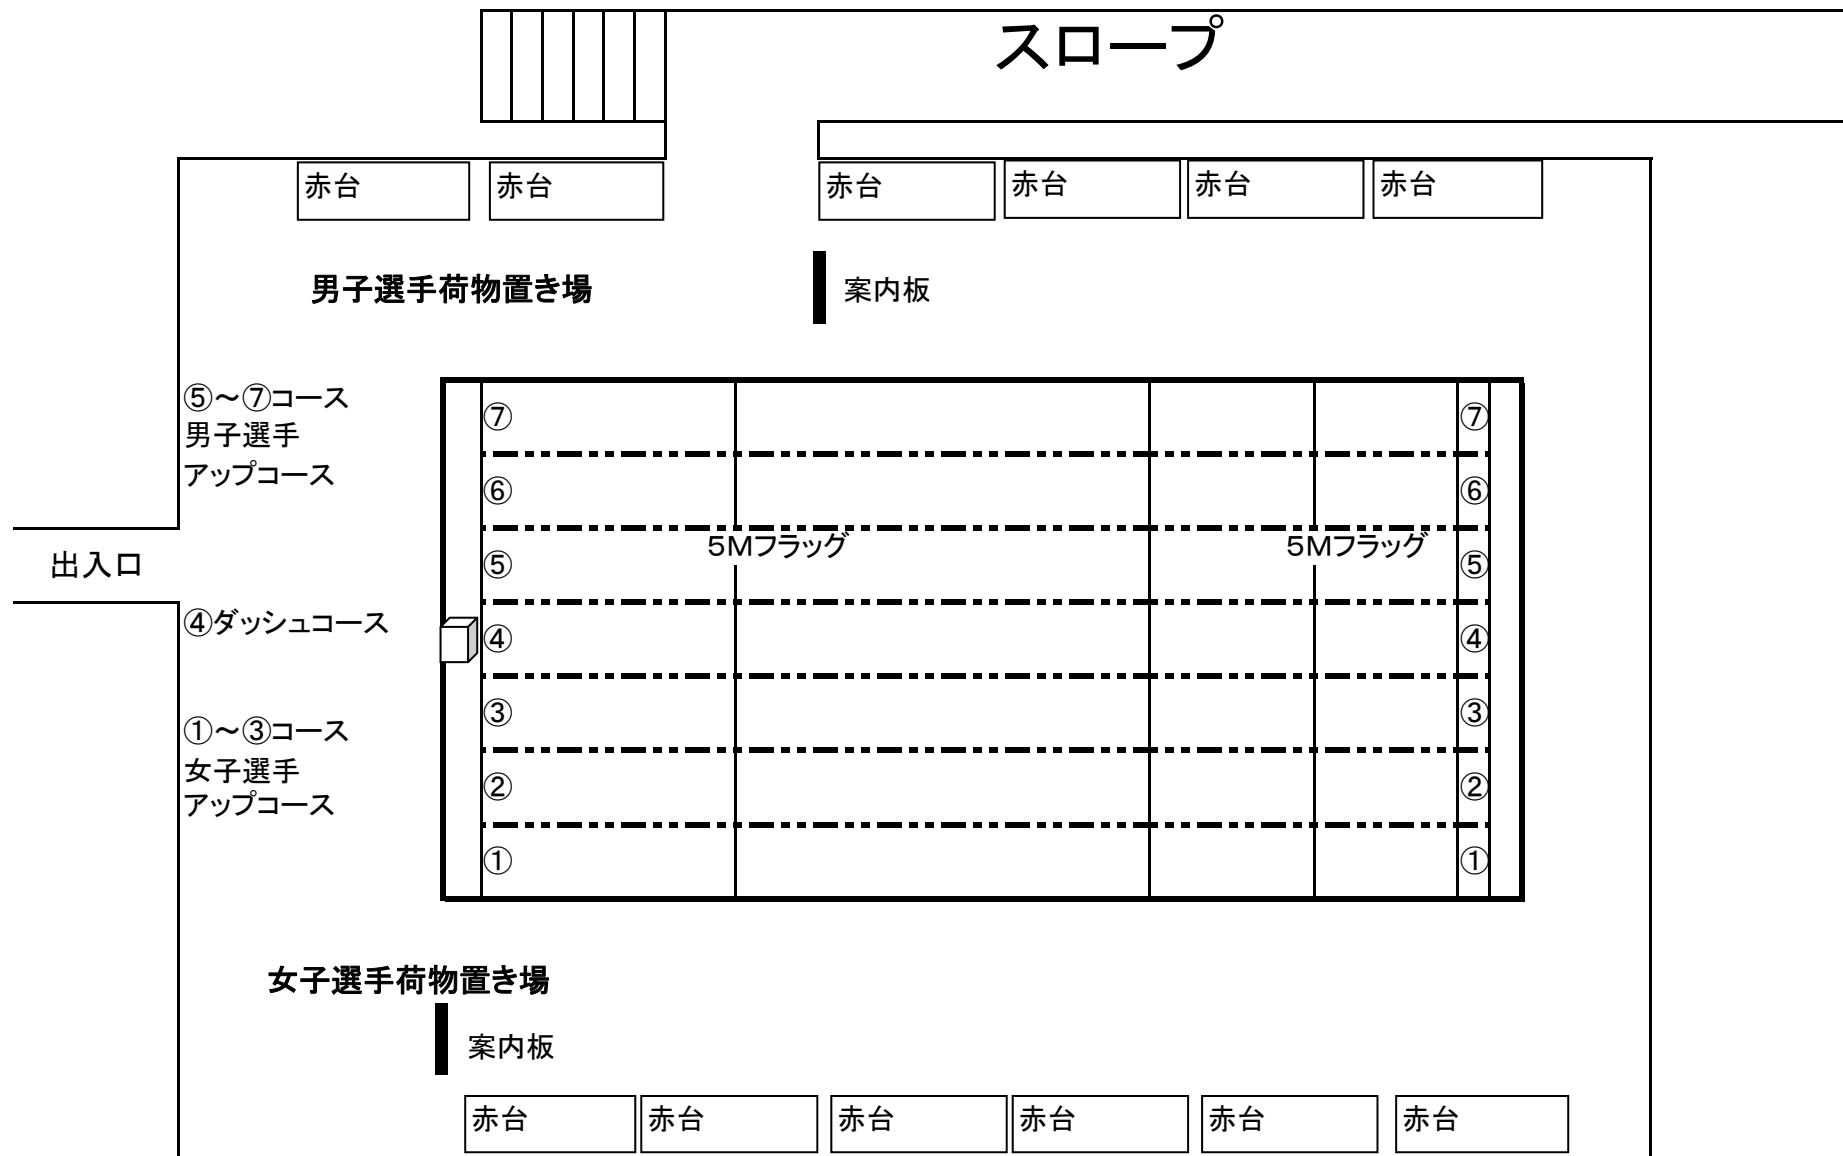 スロープ
赤台
赤台
赤台
赤台
赤台
赤台
男子選手荷物置き場
案内板
⑤～⑦コース
男子選手
アップコース
⑦
⑦
⑥
⑥
5Mフラッグ
5Mフラッグ
出入口
⑤
⑤
④ダッシュコース
④
④
③
③
①～③コース
女子選手
アップコース
②
②
①
①
女子選手荷物置き場
案内板
赤台
赤台
赤台
赤台
赤台
赤台